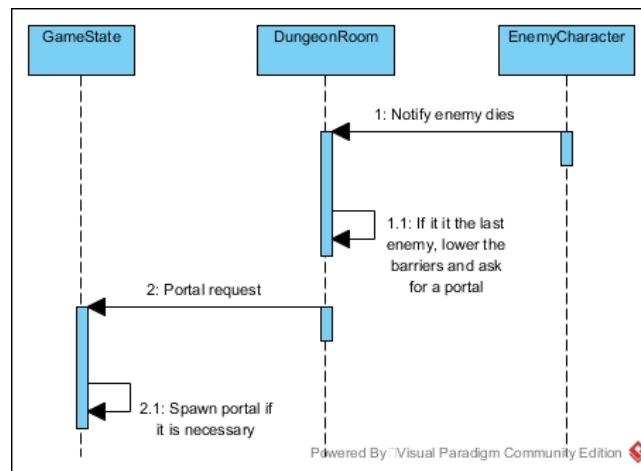 GameState
DungeonRoom
EnemyCharacter
1: Notify enemy dies
1.1: If it it the last
enemy, lower the
barriers and ask
for a portal
2: Portal request
2.1: Spawn portal if
it is necessary
Powered By Visual Paradigm Community Edition